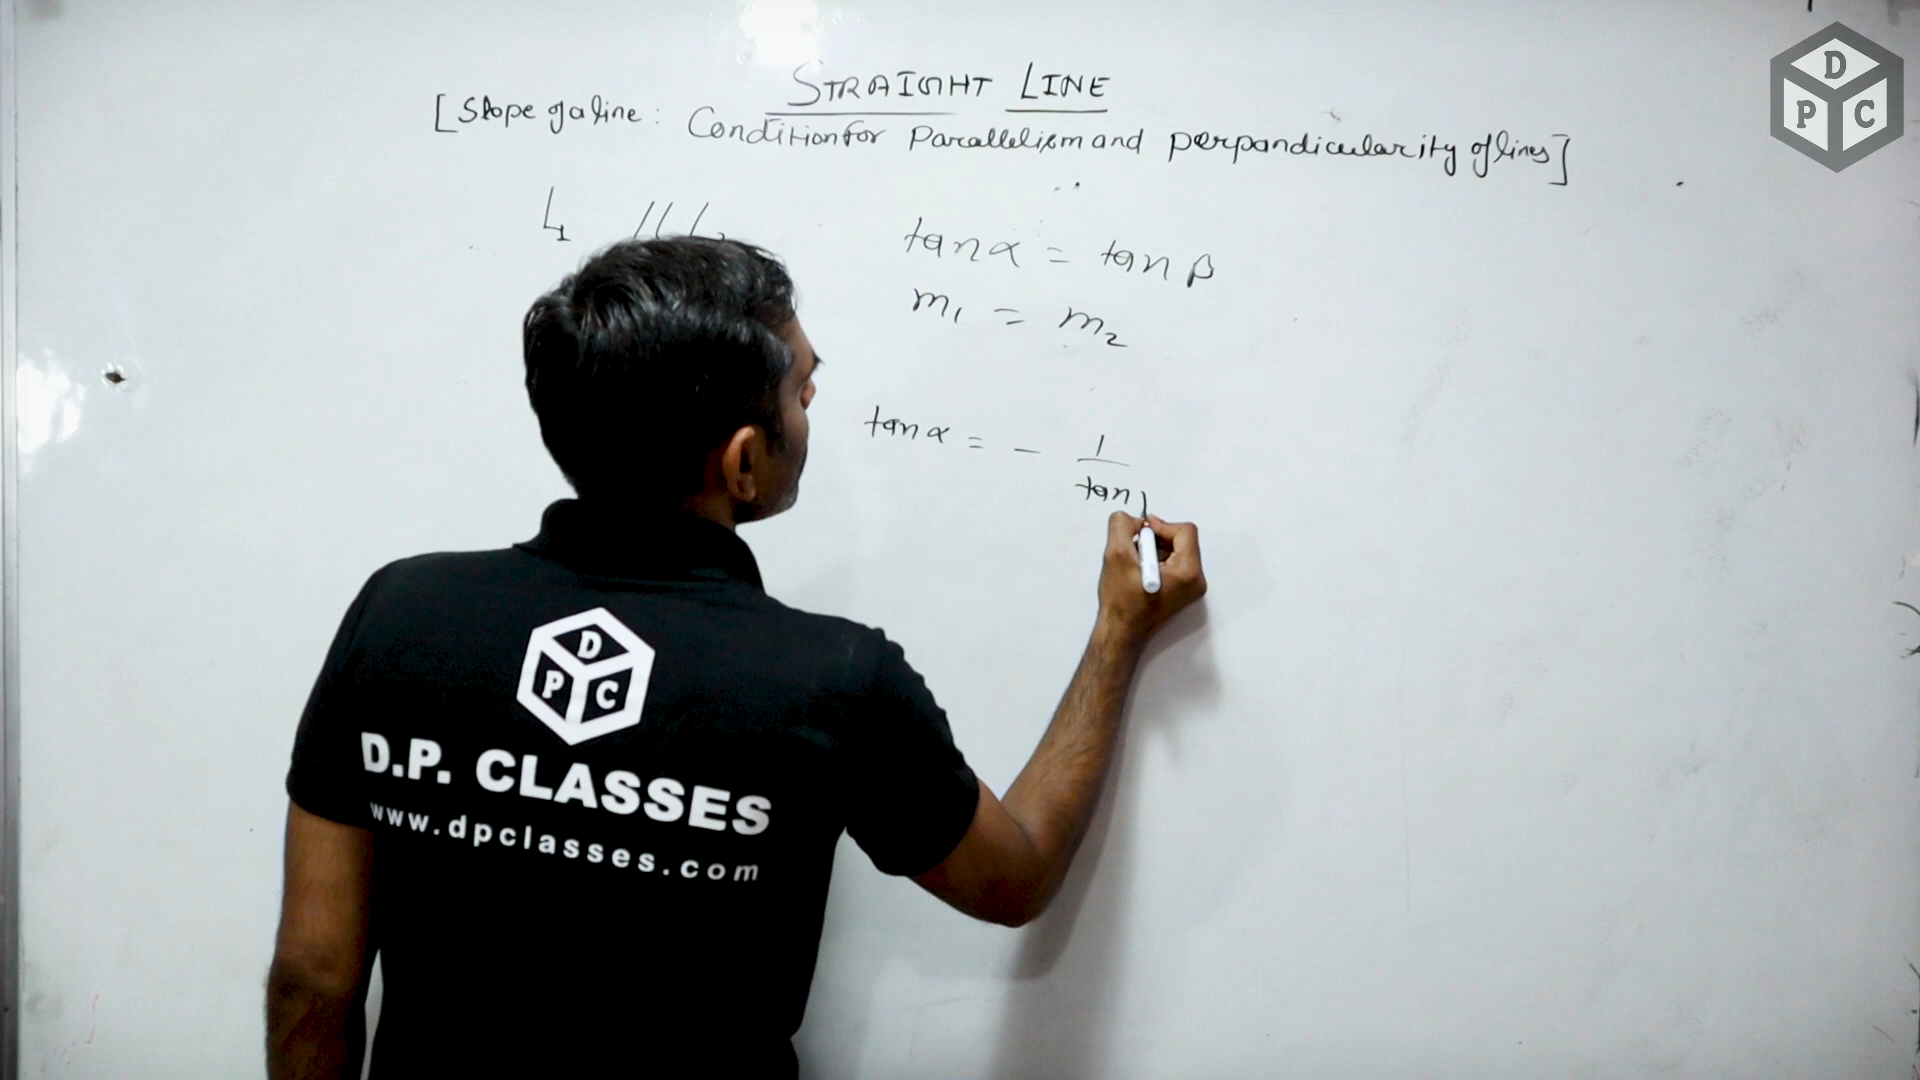 STRAIGHT LINE
[Slope of a line: Condition for Parallelism and perpandicularity of lines]
L₁ // L₂
tan α = tan β
m₁ = m₂
tan α = - 1/tan
D
P C
D.P. CLASSES
www.dpclasses.com
D
P C